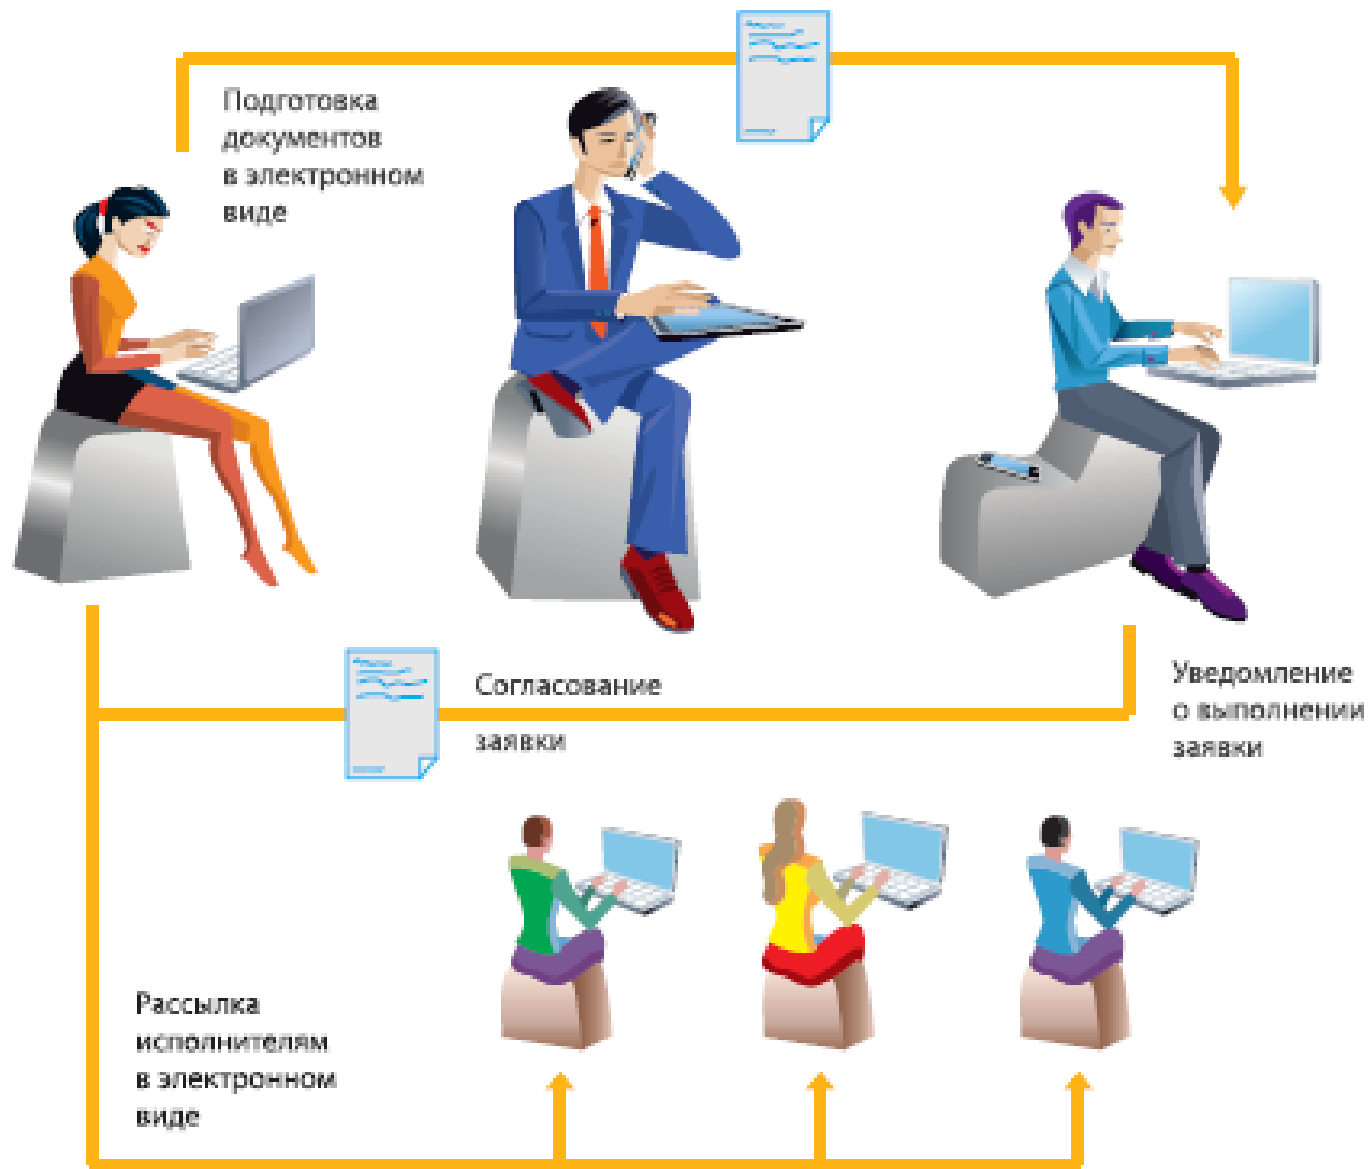 Подготовка
документов
в электронном
виде
Согласование
заявки
Уведомление
о выполнении
заявки
Рассылка
исполнителям
в электронном
виде